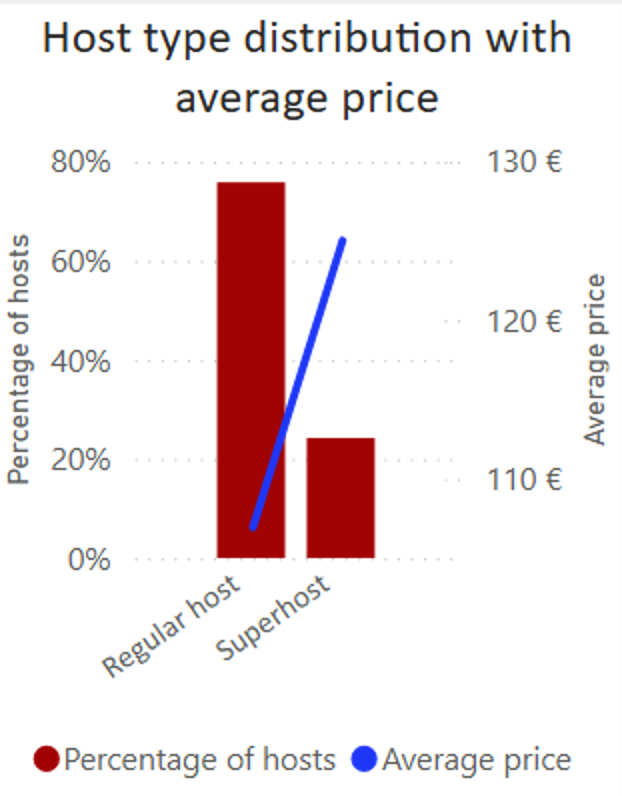 Host type distribution with
average price
80%
60%
40%
20%
0%
Percentage of hosts
130 €
120 €
110 €
Average price
Regular host
Superhost
Percentage of hosts
Average price